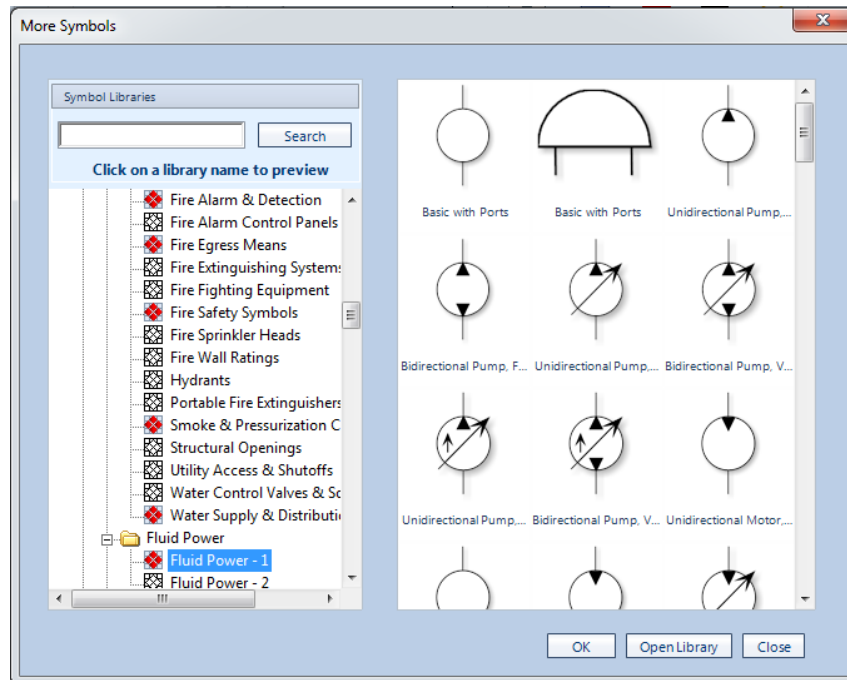 More Symbols
Symbol Libraries
Search
Click on a library name to preview
Fire Alarm & Detection
Fire Alarm Control Panels
Fire Egress Means
Fire Extinguishing Systems
Fire Fighting Equipment
Fire Safety Symbols
Fire Sprinkler Heads
Fire Wall Ratings
Hydrants
Portable Fire Extinguishers
Smoke & Pressurization C
Structural Openings
Utility Access & Shutoffs
Water Control Valves & Sc
Water Supply & Distributi
Fluid Power
Fluid Power - 1
Fluid Power - 2
Basic with Ports Basic with Ports Unidirectional Pump,...
Bidirectional Pump, F... Unidirectional Pump,... Bidirectional Pump, V...
Unidirectional Pump,... Bidirectional Pump, V... Unidirectional Motor,...
OK Open Library Close